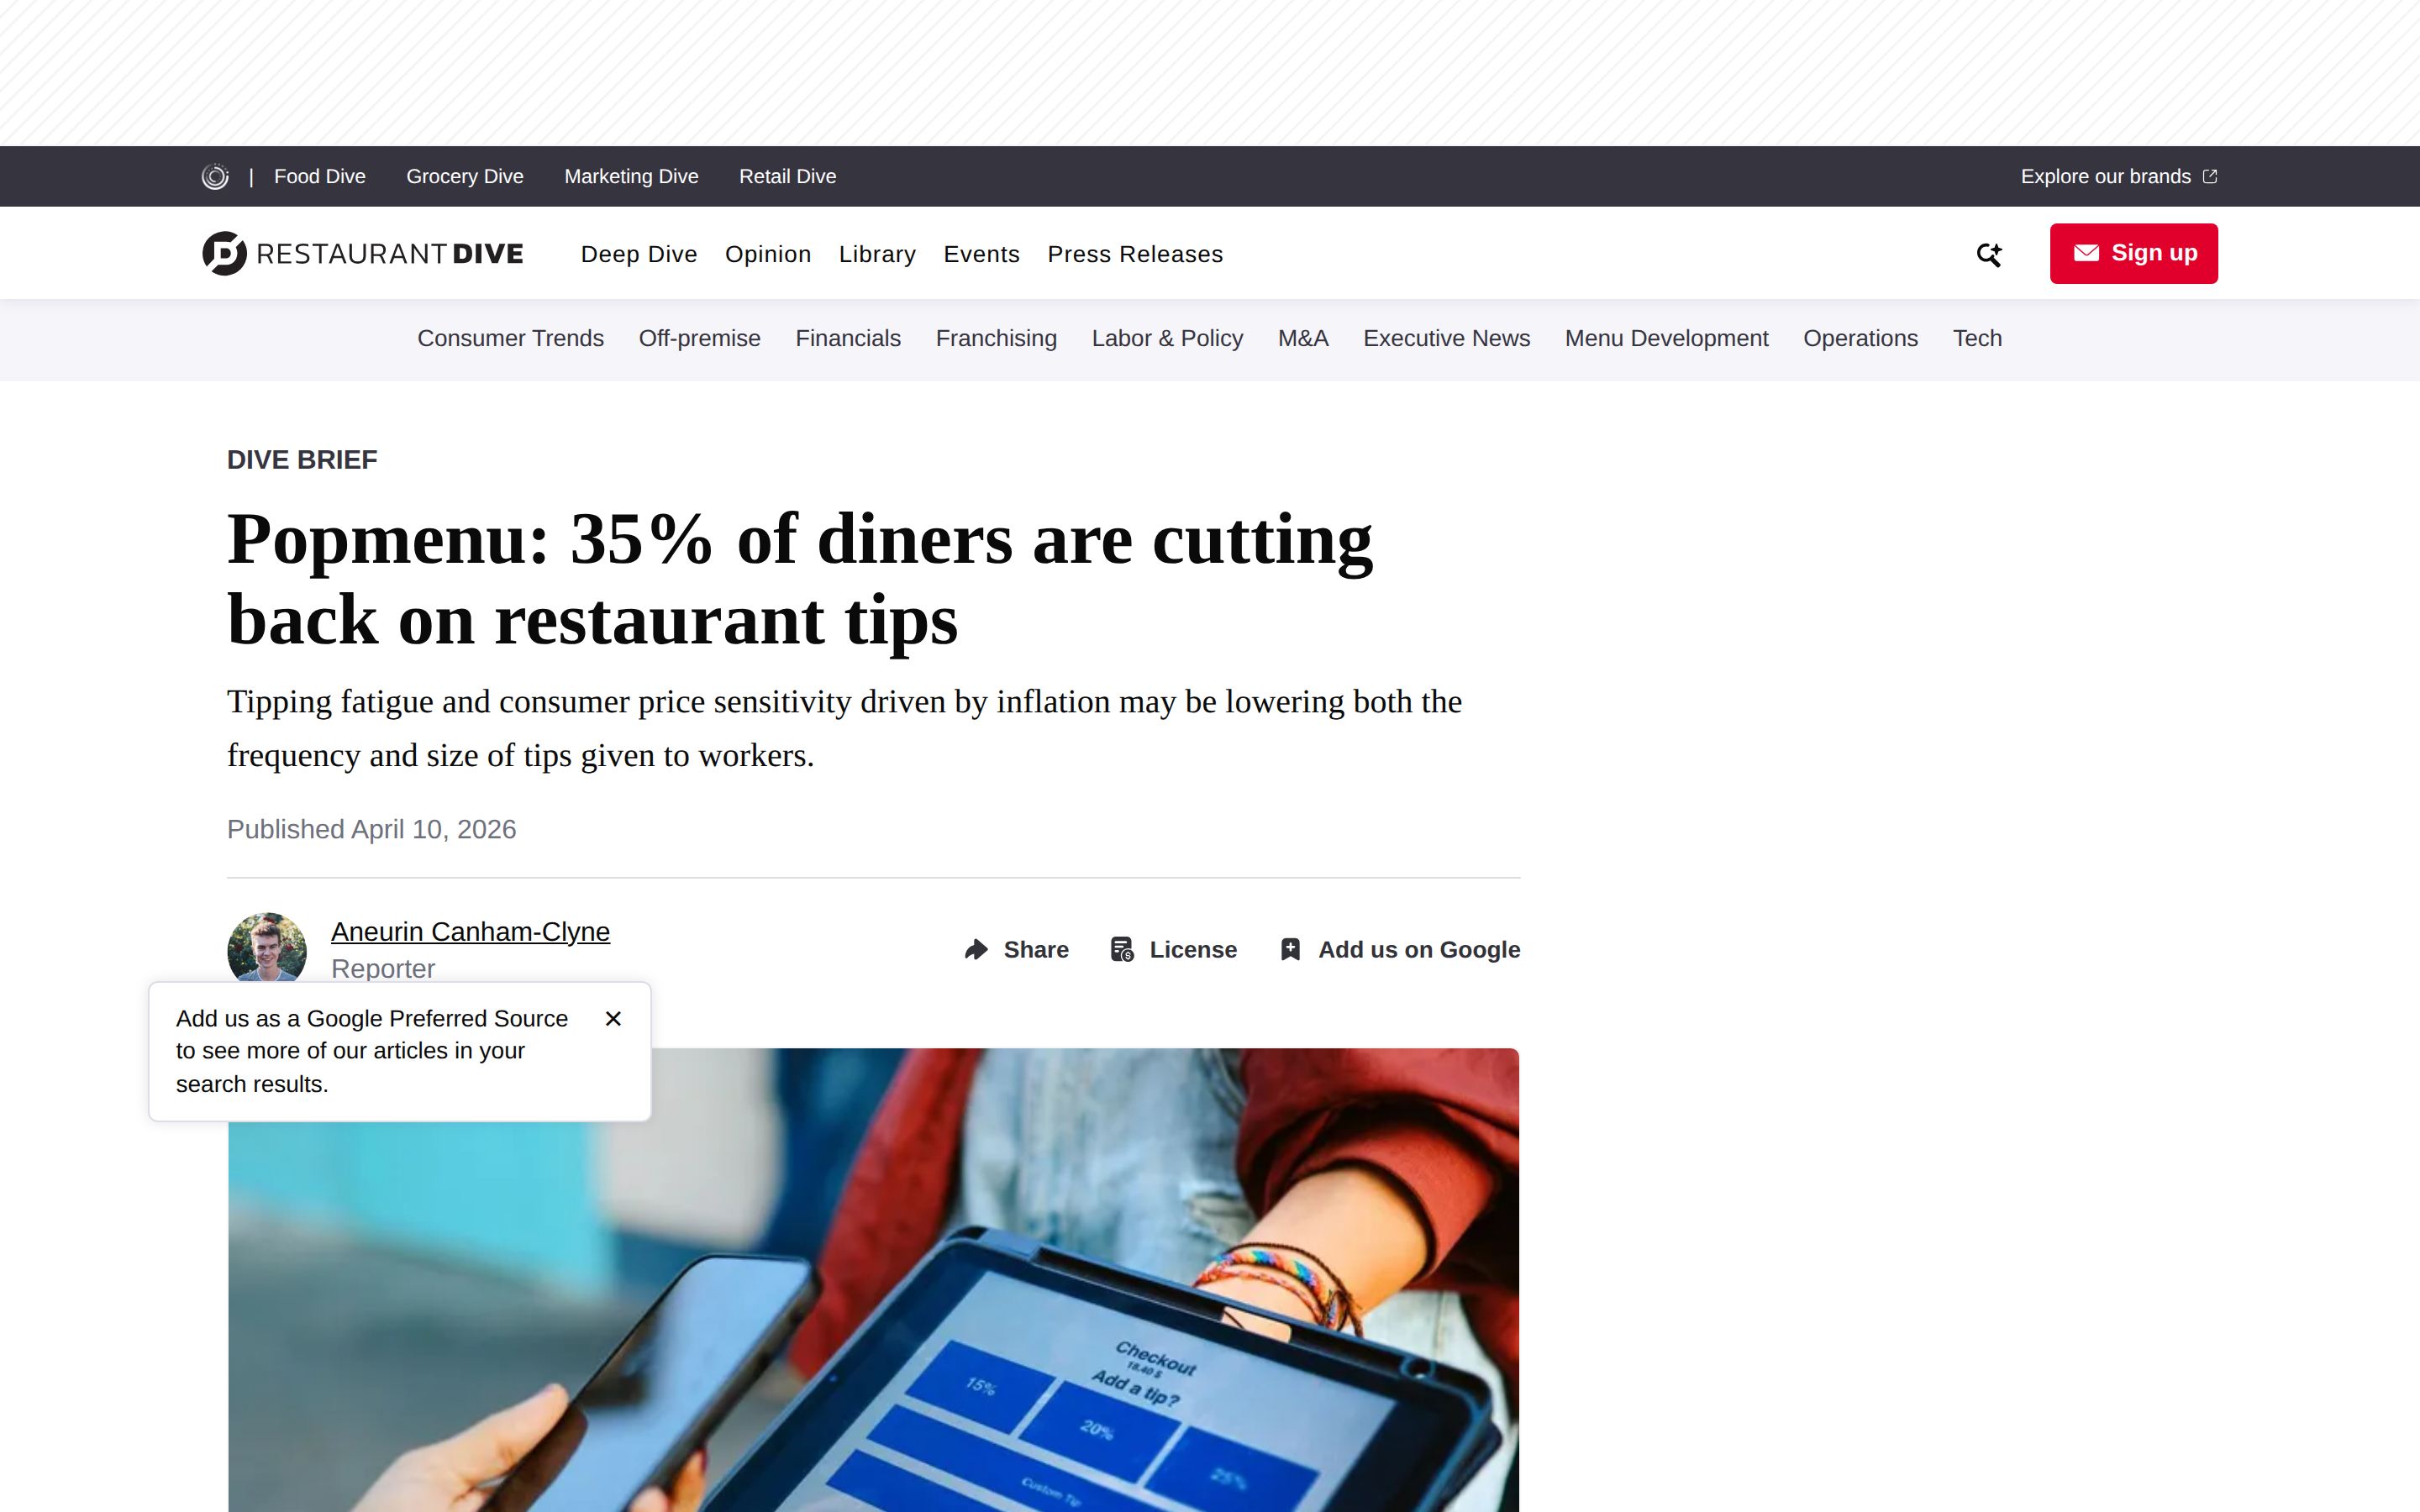 | Food Dive Grocery Dive Marketing Dive Retail Dive Explore our brands
RESTAURANT DIVE Deep Dive Opinion Library Events Press Releases Sign up
Consumer Trends Off-premise Financials Franchising Labor & Policy M&A Executive News Menu Development Operations Tech
DIVE BRIEF
Popmenu: 35% of diners are cutting
back on restaurant tips
Tipping fatigue and consumer price sensitivity driven by inflation may be lowering both the
frequency and size of tips given to workers.
Published April 10, 2026
Aneurin Canham-Clyne
Reporter
Share License Add us on Google
Add us as a Google Preferred Source
to see more of our articles in your
search results.
Checkout
18.40 $
Add a tip?
15% 20% 25%
Custom Tip